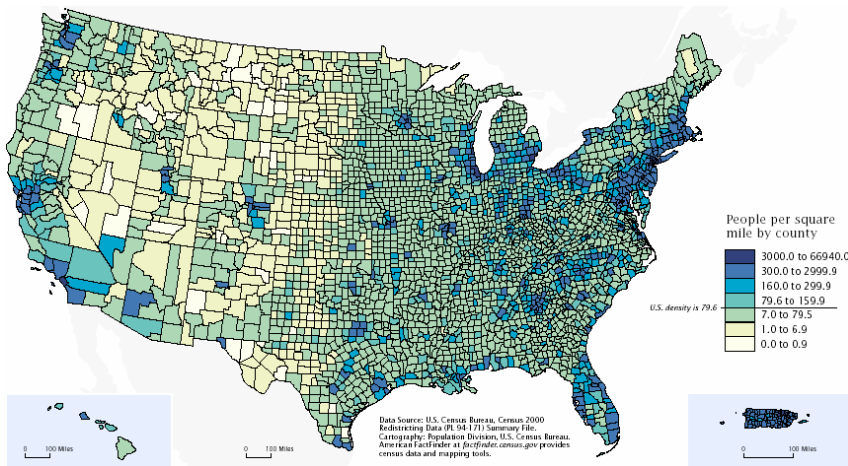 People per square
mile by county
3000.0 to 66940.0
300.0 to 2999.9
160.0 to 299.9
79.6 to 159.9
U.S. density is 79.6
7.0 to 79.5
1.0 to 6.9
0.0 to 0.9
Data Source: U.S. Census Bureau, Census 2000
Redistricting Data (PL 94-171) Summary File.
Cartography: Population Division, U.S. Census Bureau.
American FactFinder at factfinder.census.gov provides
census data and mapping tools.
0 100 Miles
0 100 Miles
0 100 Miles